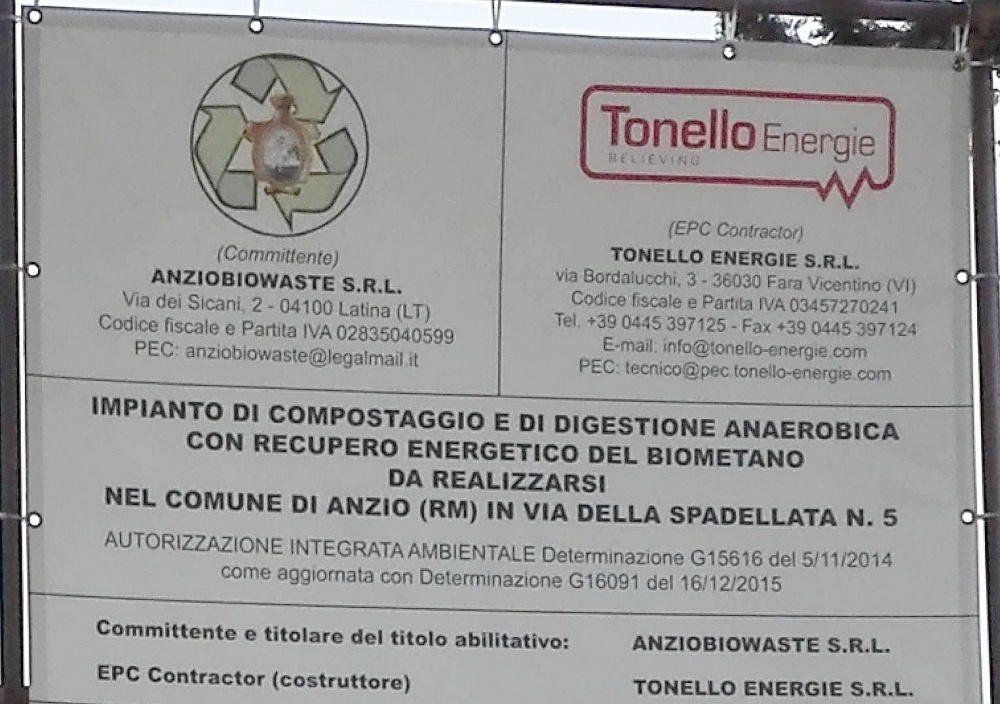 (Committente)
ANZIOBIOWASTE S.R.L.
Via dei Sicani, 2 - 04100 Latina (LT)
Codice fiscale e Partita IVA 02835040599
PEC: anziobiowaste@legalmail.it
Tonello Energie
BELIEVING
(EPC Contractor)
TONELLO ENERGIE S.R.L.
via Bordalucchi, 3 - 36030 Fara Vicentino (VI)
Codice fiscale e Partita IVA 03457270241
Tel. +39 0445 397125 - Fax +39 0445 397124
E-mail: info@tonello-energie.com
PEC: tecnico@pec.tonello-energie.com
IMPIANTO DI COMPOSTAGGIO E DI DIGESTIONE ANAEROBICA
CON RECUPERO ENERGETICO DEL BIOMETANO
DA REALIZZARSI
NEL COMUNE DI ANZIO (RM) IN VIA DELLA SPADELLATA N. 5
AUTORIZZAZIONE INTEGRATA AMBIENTALE Determinazione G15616 del 5/11/2014
come aggiornata con Determinazione G16091 del 16/12/2015
Committente e titolare del titolo abilitativo: ANZIOBIOWASTE S.R.L.
EPC Contractor (costruttore) TONELLO ENERGIE S.R.L.